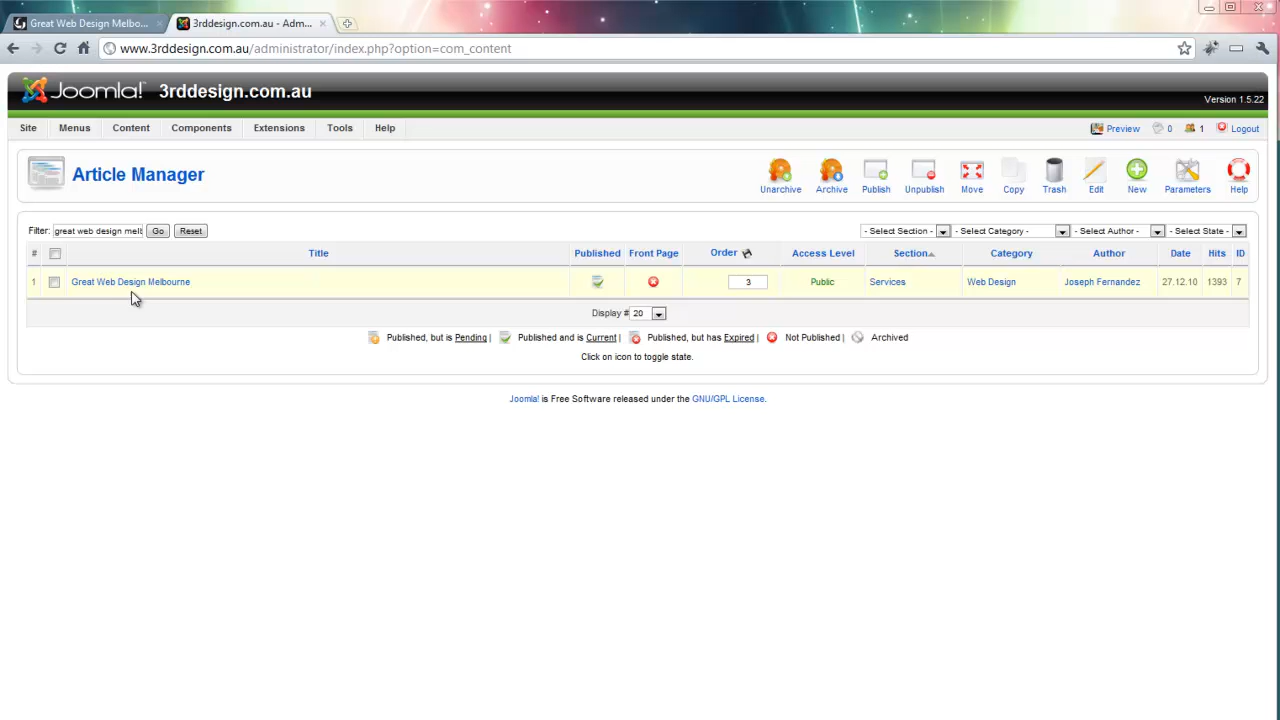 Great Web Design Melbo...
3rddesign.com.au - Adm...
www.3rddesign.com.au/administrator/index.php?option=com_content
Joomla! 3rddesign.com.au
Version 1.5.22
Site Menus Content Components Extensions Tools Help
Preview 0 1 Logout
Article Manager
Unarchive Archive Publish Unpublish Move Copy Trash Edit New Parameters Help
Filter: great web design melb Go Reset - Select Section - - Select Category - - Select Author - - Select State -
# Title Published Front Page Order Access Level Section Category Author Date Hits ID
1 Great Web Design Melbourne 3 Public Services Web Design Joseph Fernandez 27.12.10 1393 7
Display # 20
Published, but is Pending | Published and is Current | Published, but has Expired | Not Published | Archived
Click on icon to toggle state.
Joomla! is Free Software released under the GNU/GPL License.